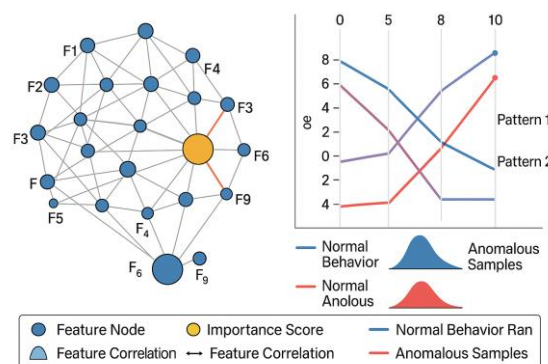 F1
F4
F2
F3
F3
F6
F
F9
F5
F4
F6
F9
0 5 8 10
8
6
4
2
0
2
4
oe
Pattern 1
Pattern 2
Normal Behavior
Anomalous Samples
Normal Anolous
Feature Node
Importance Score
Normal Behavior Ran
Feature Correlation
Feature Correlation
Anomalous Samples